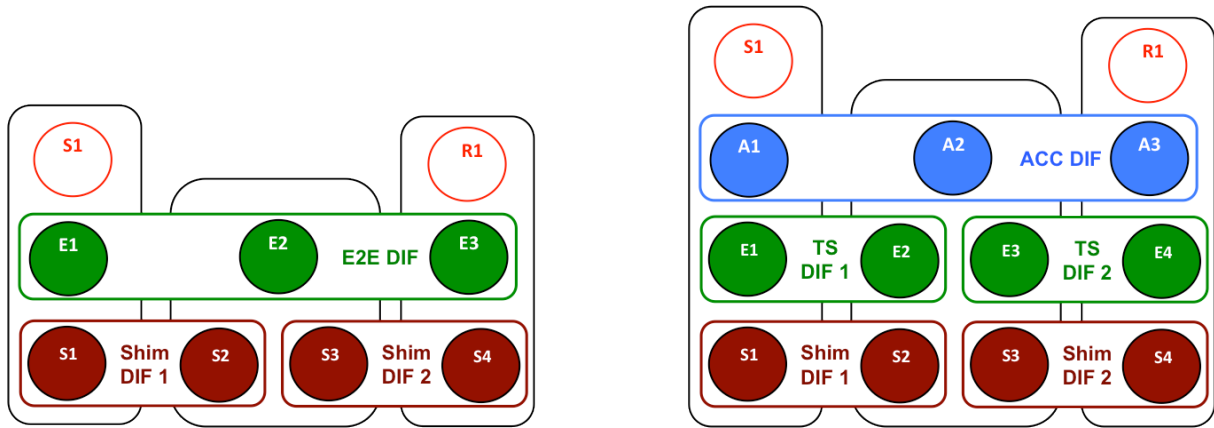 S1
R1
E1
E2
E2E DIF
E3
S1
Shim
DIF 1
S2
S3
Shim
DIF 2
S4
S1
R1
A1
A2
ACC DIF
A3
E1
TS
DIF 1
E2
E3
TS
DIF 2
E4
S1
Shim
DIF 1
S2
S3
Shim
DIF 2
S4